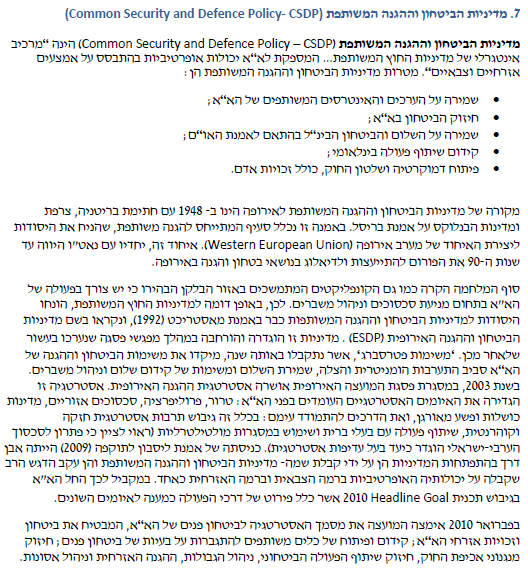 7. מדיניות הביטחון וההגנה המשותפת (Common Security and Defence Policy- CSDP)
מדיניות הביטחון וההגנה המשותפת (Common Security and Defence Policy – CSDP) הינה "מרכיב
אינטגרלי של מדיניות החוץ המשותפת... המספקת לא"א יכולות אופרטיביות בהתבסס על אמצעים
אזרחיים וצבאיים". מטרות מדיניות הביטחון וההגנה המשותפת הן:
• שמירה על הערכים והאינטרסים המשותפים של הא"א;
• חיזוק הביטחון בא"א;
• שמירה על השלום והביטחון הבינ"ל בהתאם לאמנת האו"ם;
• קידום שיתוף פעולה בינלאומי;
• פיתוח דמוקרטיה ושלטון החוק, כולל זכויות אדם.
מקורה של מדיניות הביטחון וההגנה המשותפת לאירופה הינו ב- 1948 עם חתימת בריטניה, צרפת
ומדינות הבנלוקס על אמנת בריסל. באמנה זו נכלל סעיף המתייחס להגנה משותפת, שהניח את היסודות
ליצירת האיחוד של מערב אירופה (Western European Union). איחוד זה, יחדיו עם נאט"ו היווה עד
שנות ה-90 את הפורום להתייעצות ולדיאלוג בנושאי בטחון והגנה באירופה.
סוף המלחמה הקרה כמו גם הקונפליקטים המתמשכים באזור הבלקן הבהירו כי יש צורך בפעולה של
הא"א בתחום מניעת סכסוכים וניהול משברים. לכן, באופן דומה למדיניות החוץ המשותפת, הונחו
היסודות למדיניות הביטחון וההגנה המשותפות כבר באמנת מאסטריכט (1992), ונקראו בשם מדיניות
הביטחון וההגנה האירופית (ESDP) . מדיניות זו הוגדרה והורחבה במהלך מפגשי פסגה שנערכו בעשור
שלאחר מכן. 'משימות פטרסברג', אשר נתקבלו באותה שנה, מיקדו את משימות הביטחון וההגנה של
הא"א סביב התערבות הומניטרית והצלה, שמירת השלום ומשימות של קידום שלום וניהול משברים.
בשנת 2003, במסגרת פסגת המועצה האירופית אושרה אסטרטגית ההגנה האירופית. אסטרטגיה זו
הגדירה את האיומים האסטרטגיים העומדים בפני הא"א: טרור, פרוליפרציה, סכסוכים אזוריים, מדינות
כושלות ופשע מאורגן, ואת הדרכים להתמודד עימם: בכלל זה גיבוש תרבות אסטרטגית חזקה
וקוהרנטית, שיתוף פעולה עם בעלי ברית ושימוש במסגרות מולטילטרליות (ראוי לציין כי פתרון לסכסוך
הערבי-ישראלי הוגדר כיעד בעל עדיפות אסטרטגית). כניסתה של אמנת ליסבון לתוקפה (2009) הייתה אבן
דרך בהתפתחות המדיניות הן על ידי קבלת שמה- מדיניות הביטחון וההגנה המשותפת והן עקב הדגש הרב
שקבלה על יכולותיה האופרטיביות ברמה הצבאית וברמה האזרחית כאחד. במקביל לכך החל הא"א
בגיבוש תכנית Headline Goal 2010 אשר כלל פירוט של דרכי הפעולה כמענה לאיומים השונים.
בפברואר 2010 אימצה המועצה את מסמך האסטרטגיה לביטחון פנים של הא"א, המבטיח את ביטחון
וזכויות אזרחי הא"א; קידום ופיתוח של כלים משותפים להתגברות על בעיות של ביטחון פנים; חיזוק
מנגנוני אכיפת החוק, חיזוק שיתוף הפעולה הביטחוני, ניהול הגבולות, ההגנה האזרחית וניהול אסונות.